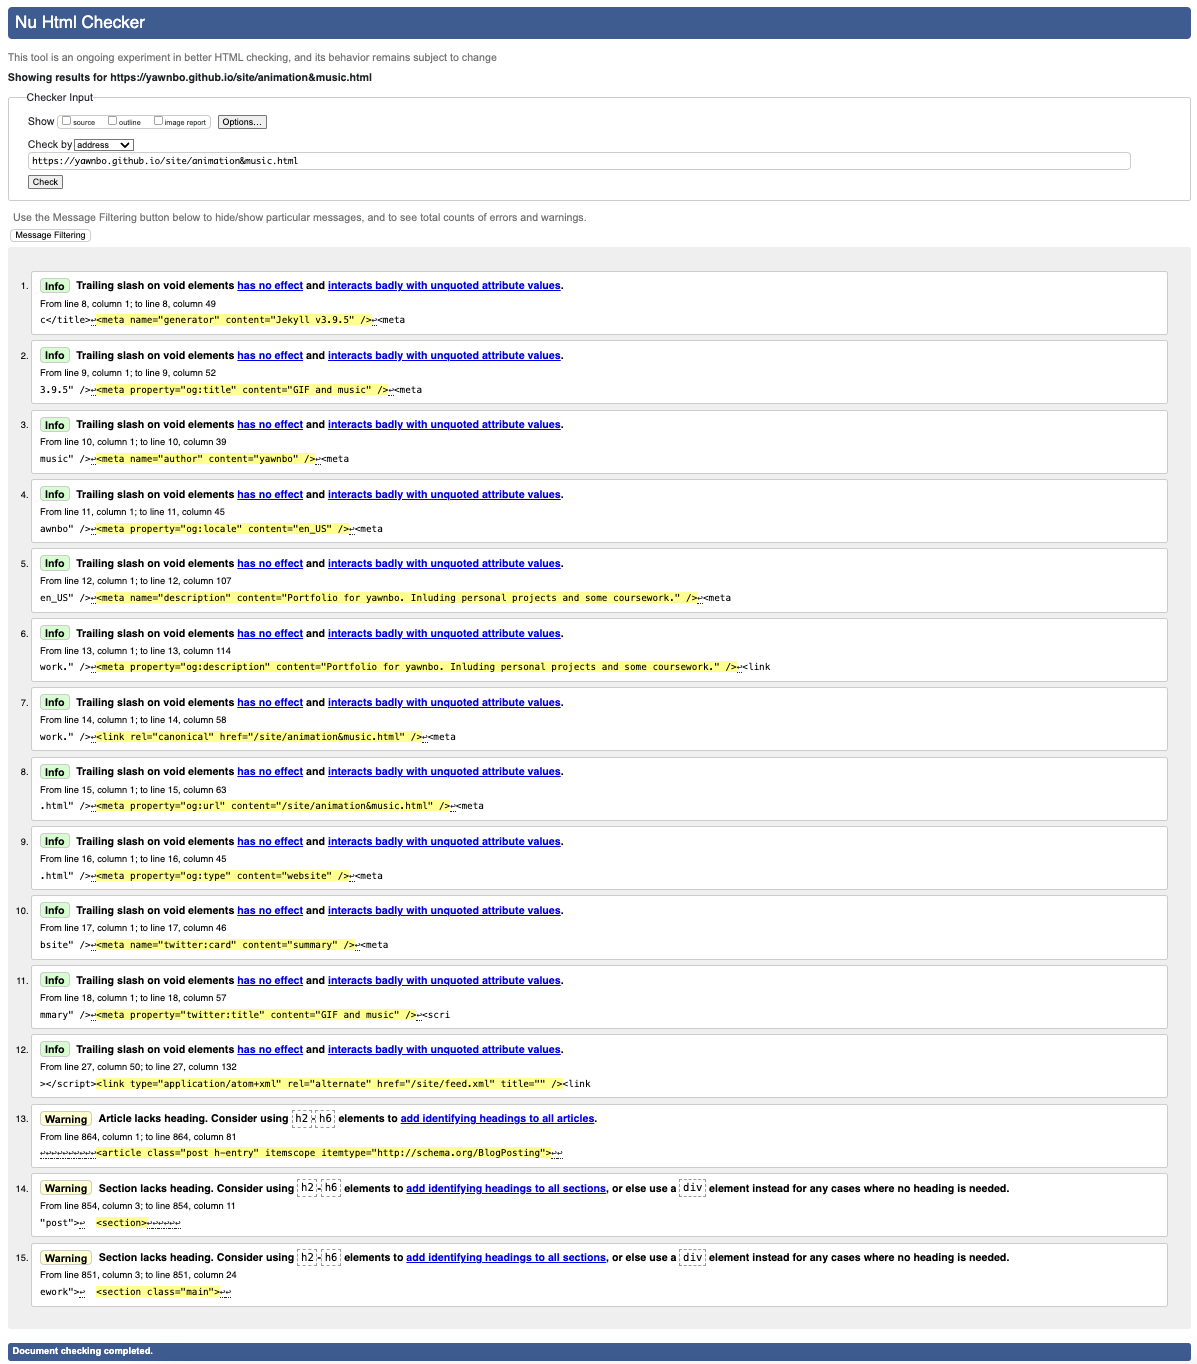 Nu Html Checker
This tool is an ongoing experiment in better HTML checking, and its behavior remains subject to change
Showing results for https://yawnbo.github.io/site/animation&music.html
Checker Input
Show source outline image report Options...
Check by address
https://yawnbo.github.io/site/animation&music.html
Check
Use the Message Filtering button below to hide/show particular messages, and to see total counts of errors and warnings.
Message Filtering
1. Info Trailing slash on void elements has no effect and interacts badly with unquoted attribute values.
From line 8, column 1; to line 8, column 49
c</title>↩<meta name="generator" content="Jekyll v3.9.5" />↩<meta
2. Info Trailing slash on void elements has no effect and interacts badly with unquoted attribute values.
From line 9, column 1; to line 9, column 52
3.9.5" />↩<meta property="og:title" content="GIF and music" />↩<meta
3. Info Trailing slash on void elements has no effect and interacts badly with unquoted attribute values.
From line 10, column 1; to line 10, column 39
music" />↩<meta name="author" content="yawnbo" />↩<meta
4. Info Trailing slash on void elements has no effect and interacts badly with unquoted attribute values.
From line 11, column 1; to line 11, column 45
awnbo" />↩<meta property="og:locale" content="en_US" />↩<meta
5. Info Trailing slash on void elements has no effect and interacts badly with unquoted attribute values.
From line 12, column 1; to line 12, column 107
en_US" />↩<meta name="description" content="Portfolio for yawnbo. Inluding personal projects and some coursework." />↩<meta
6. Info Trailing slash on void elements has no effect and interacts badly with unquoted attribute values.
From line 13, column 1; to line 13, column 114
work." />↩<meta property="og:description" content="Portfolio for yawnbo. Inluding personal projects and some coursework." />↩<link
7. Info Trailing slash on void elements has no effect and interacts badly with unquoted attribute values.
From line 14, column 1; to line 14, column 58
work." />↩<link rel="canonical" href="/site/animation&music.html" />↩<meta
8. Info Trailing slash on void elements has no effect and interacts badly with unquoted attribute values.
From line 15, column 1; to line 15, column 63
.html" />↩<meta property="og:url" content="/site/animation&music.html" />↩<meta
9. Info Trailing slash on void elements has no effect and interacts badly with unquoted attribute values.
From line 16, column 1; to line 16, column 45
.html" />↩<meta property="og:type" content="website" />↩<meta
10. Info Trailing slash on void elements has no effect and interacts badly with unquoted attribute values.
From line 17, column 1; to line 17, column 46
bsite" />↩<meta name="twitter:card" content="summary" />↩<meta
11. Info Trailing slash on void elements has no effect and interacts badly with unquoted attribute values.
From line 18, column 1; to line 18, column 57
mmary" />↩<meta property="twitter:title" content="GIF and music" />↩<scri
12. Info Trailing slash on void elements has no effect and interacts badly with unquoted attribute values.
From line 27, column 50; to line 27, column 132
></script><link type="application/atom+xml" rel="alternate" href="/site/feed.xml" title="" /><link
13. Warning Article lacks heading. Consider using h2-h6 elements to add identifying headings to all articles.
From line 864, column 1; to line 864, column 81
↩↩↩↩↩↩↩↩↩<article class="post h-entry" itemscope itemtype="http://schema.org/BlogPosting">↩↩
14. Warning Section lacks heading. Consider using h2-h6 elements to add identifying headings to all sections, or else use a div element instead for any cases where no heading is needed.
From line 854, column 3; to line 854, column 11
"post">↩ <section>↩↩↩↩↩↩
15. Warning Section lacks heading. Consider using h2-h6 elements to add identifying headings to all sections, or else use a div element instead for any cases where no heading is needed.
From line 851, column 3; to line 851, column 24
ework">↩ <section class="main">↩↩
Document checking completed.